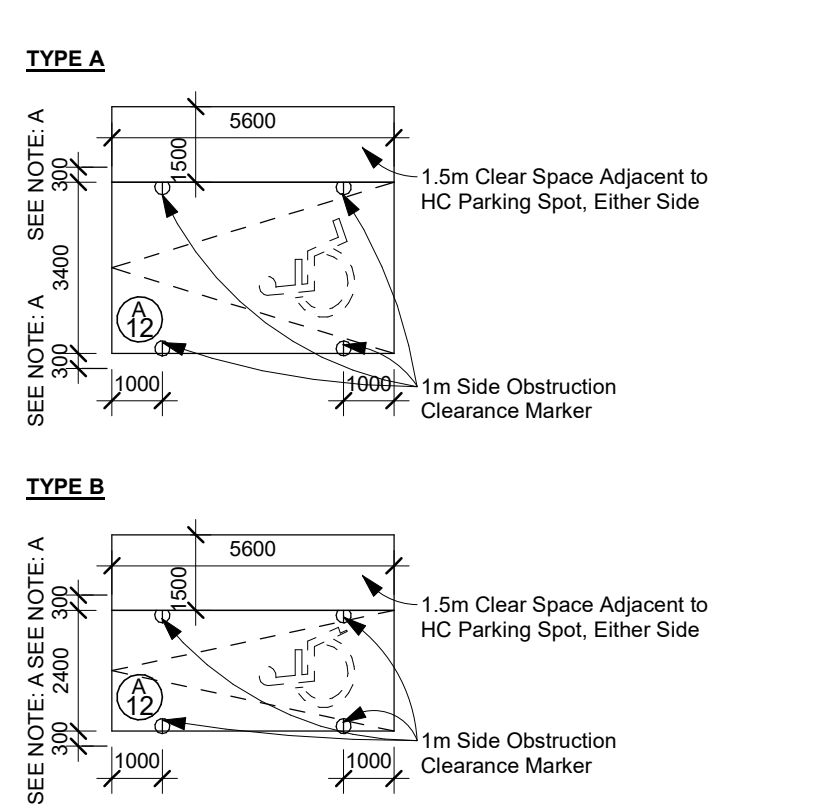 TYPE A
5600
1500
SEE NOTE: A
300
1.5m Clear Space Adjacent to
HC Parking Spot, Either Side
3400
A
12
SEE NOTE: A
300
1000
1000
1m Side Obstruction
Clearance Marker
TYPE B
5600
1500
SEE NOTE: A
300
1.5m Clear Space Adjacent to
HC Parking Spot, Either Side
2400
A
12
SEE NOTE: A
300
1000
1000
1m Side Obstruction
Clearance Marker